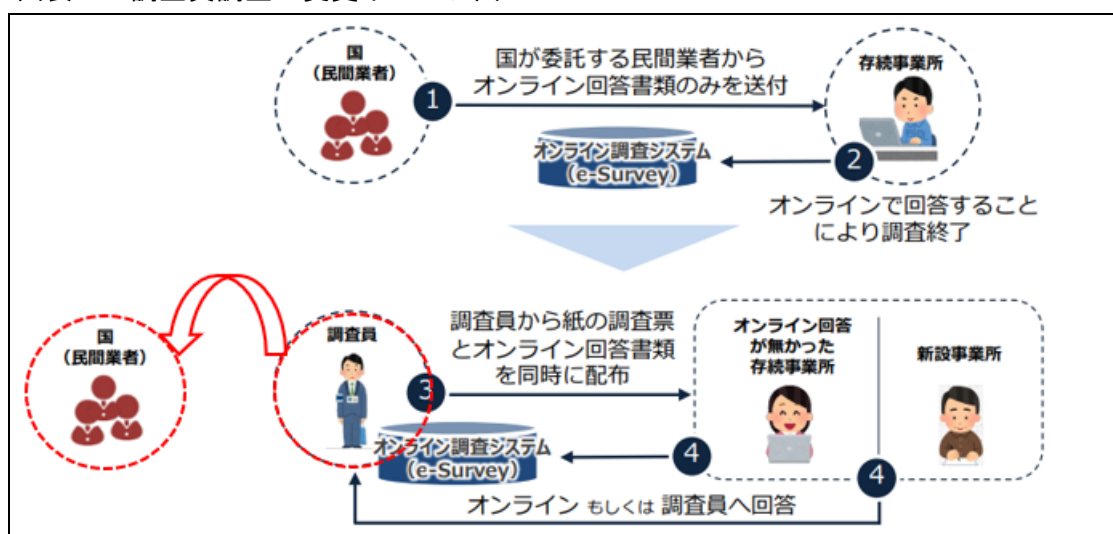 国
（民間業者）
1
国が委託する民間業者から
オンライン回答書類のみを送付
存続事業所
オンライン調査システム
（e-Survey）
2
オンラインで回答すること
により調査終了
国
（民間業者）
調査員
3
調査員から紙の調査票
とオンライン回答書類
を同時に配布
オンライン回答
が無かった
存続事業所
新設事業所
オンライン調査システム
（e-Survey）
4
4
オンライン もしくは 調査員へ回答